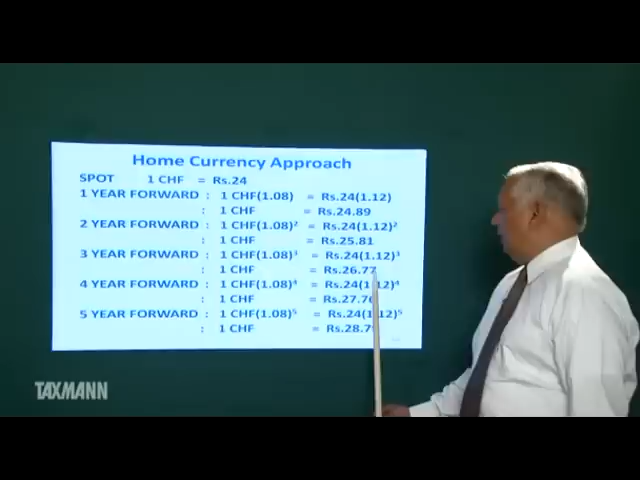 Home Currency Approach
SPOT 1 CHF = Rs.24
1 YEAR FORWARD : 1 CHF(1.08) = Rs.24(1.12)
: 1 CHF = Rs.24.89
2 YEAR FORWARD : 1 CHF(1.08)² = Rs.24(1.12)²
: 1 CHF = Rs.25.81
3 YEAR FORWARD : 1 CHF(1.08)³ = Rs.24(1.12)³
: 1 CHF = Rs.26.77
4 YEAR FORWARD : 1 CHF(1.08)⁴ = Rs.24(1.12)⁴
: 1 CHF = Rs.27.76
5 YEAR FORWARD : 1 CHF(1.08)⁵ = Rs.24(1.12)⁵
: 1 CHF =
TAXMANN